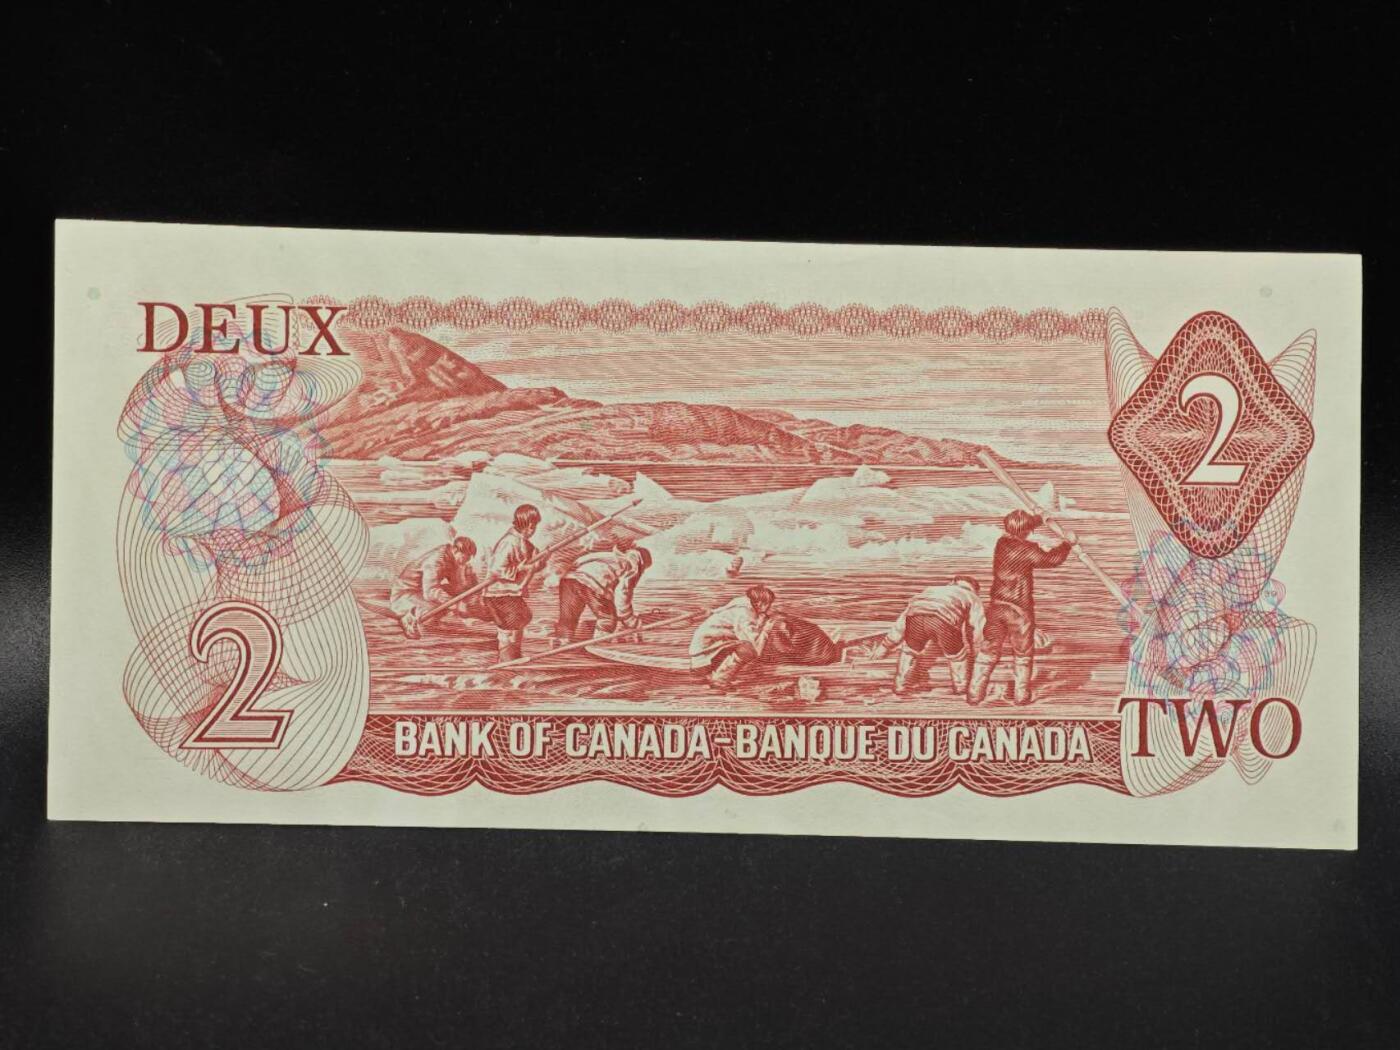 DEUX
2
2
BANK OF CANADA-BANQUE DU CANADA
TWO